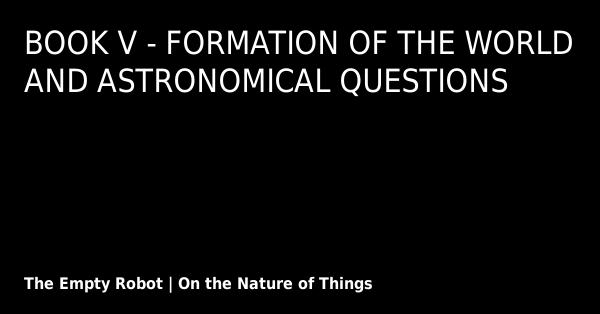 BOOK V - FORMATION OF THE WORLD
AND ASTRONOMICAL QUESTIONS
The Empty Robot | On the Nature of Things